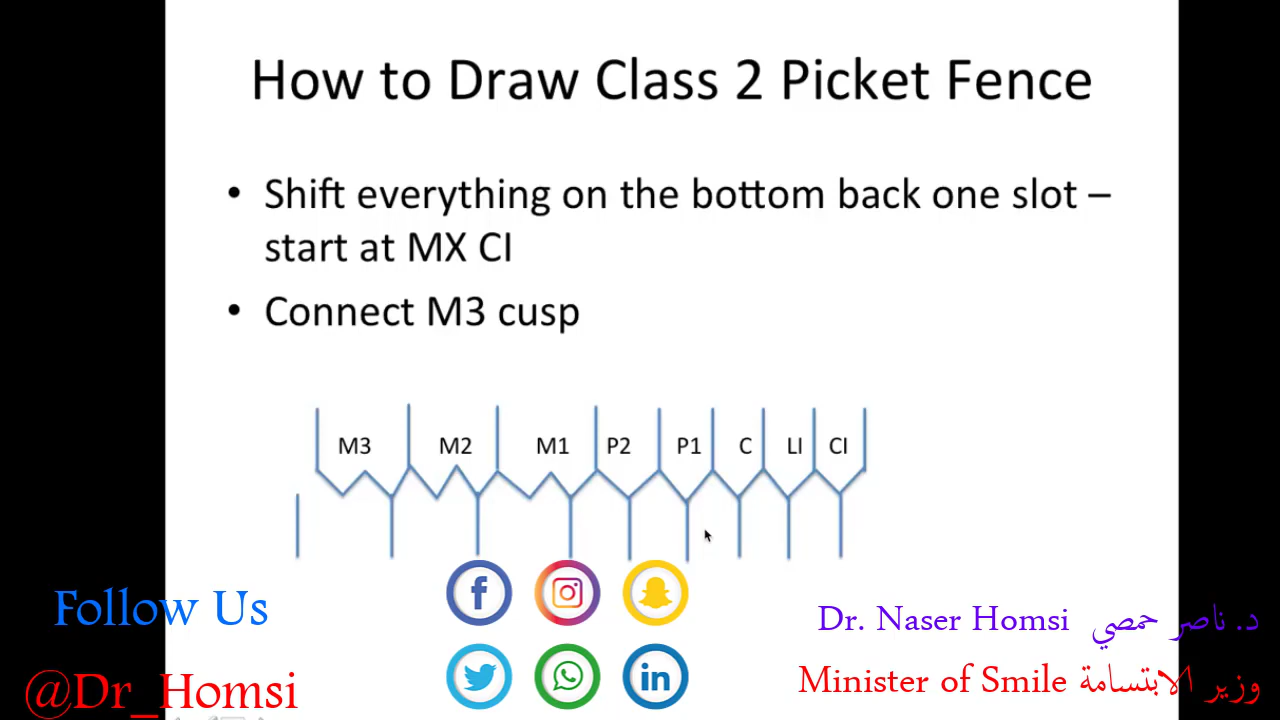 How to Draw Class 2 Picket Fence
• Shift everything on the bottom back one slot –
start at MX CI
• Connect M3 cusp
M3 M2 M1 P2 P1 C LI CI
Follow Us
@Dr_Homsi
Dr. Naser Homsi د. ناصر حمصي
Minister of Smile وزير الابتسامة